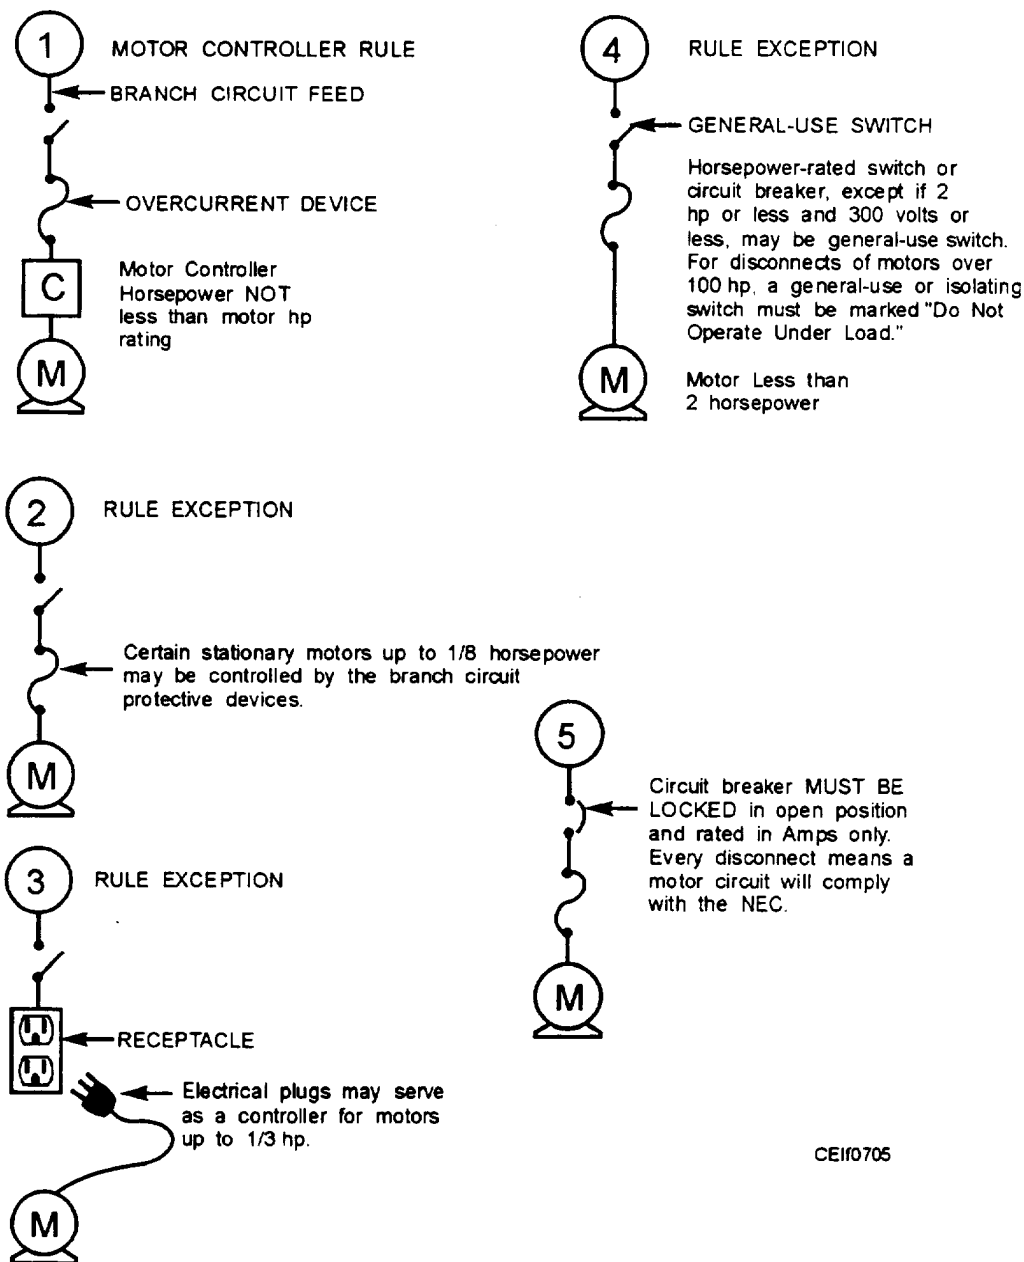 1
MOTOR CONTROLLER RULE
BRANCH CIRCUIT FEED
OVERCURRENT DEVICE
C
Motor Controller
Horsepower NOT
less than motor hp
rating
M
4
RULE EXCEPTION
GENERAL-USE SWITCH
Horsepower-rated switch or
circuit breaker, except if 2
hp or less and 300 volts or
less, may be general-use switch.
For disconnects of motors over
100 hp, a general-use or isolating
switch must be marked "Do Not
Operate Under Load."
M
Motor Less than
2 horsepower
2
RULE EXCEPTION
Certain stationary motors up to 1/8 horsepower
may be controlled by the branch circuit
protective devices.
M
3
RULE EXCEPTION
RECEPTACLE
Electrical plugs may serve
as a controller for motors
up to 1/3 hp.
M
5
Circuit breaker MUST BE
LOCKED in open position
and rated in Amps only.
Every disconnect means a
motor circuit will comply
with the NEC.
M
CEIf0705